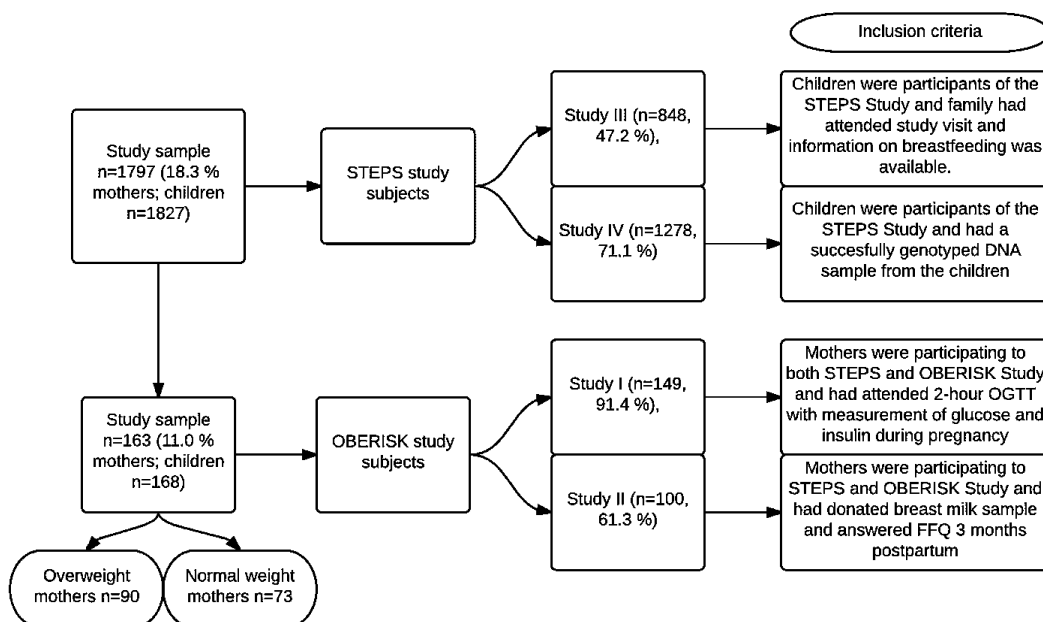 Inclusion criteria
Study sample
n=1797 (18.3 %
mothers; children
n=1827)
STEPS study
subjects
Study III (n=848,
47.2 %),
Children were participants of the
STEPS Study and family had
attended study visit and
information on breastfeeding was
available.
Study IV (n=1278,
71.1 %)
Children were participants of the
STEPS Study and had a
succesfully genotyped DNA
sample from the children
Study sample
n=163 (11.0 %
mothers; children
n=168)
OBERISK study
subjects
Study I (n=149,
91.4 %),
Mothers were participating to
both STEPS and OBERISK Study
and had attended 2-hour OGTT
with measurement of glucose and
insulin during pregnancy
Study II (n=100,
61.3 %)
Mothers were participating to
STEPS and OBERISK Study and
had donated breast milk sample
and answered FFQ 3 months
postpartum
Overweight
mothers n=90
Normal weight
mothers n=73